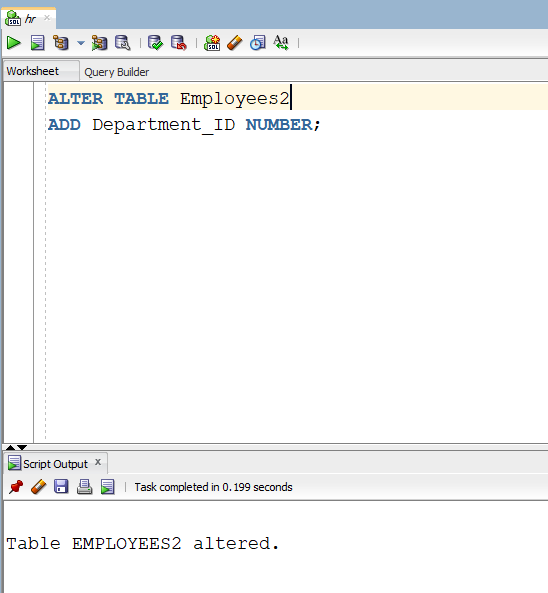 hr
Worksheet Query Builder
ALTER TABLE Employees2
ADD Department_ID NUMBER;
Script Output x
Task completed in 0.199 seconds
Table EMPLOYEES2 altered.